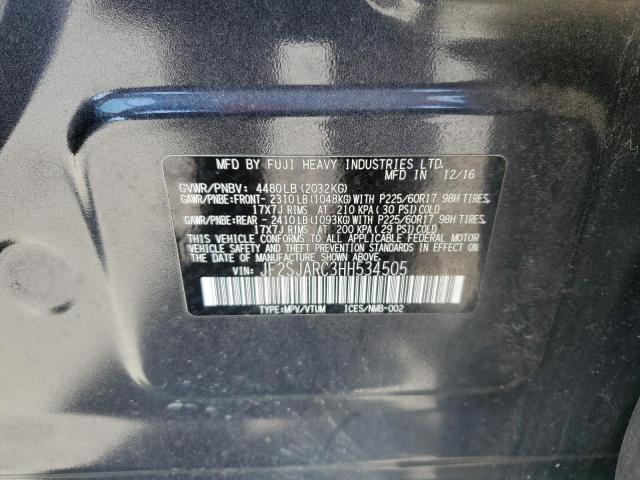 MFD BY FUJI HEAVY INDUSTRIES LTD.
MFD IN 12/16
GVWR/PNBV: 4480LB (2032KG)
GAWR/PNBE:FRONT- 2310LB (1048KG) WITH P225/60R17 98H TIRES,
17X7J RIMS AT 210 KPA (30 PSI) COLD
GAWR/PNBE:REAR - 2410LB (1093KG) WITH P225/60R17 98H TIRES,
17X7J RIMS AT 200 KPA (29 PSI) COLD
THIS VEHICLE CONFORMS TO ALL APPLICABLE FEDERAL MOTOR
VEHICLE SAFETY AND THEFT PREVENTION STANDARDS IN EFFECT ON
THE DATE OF MANUFACTURE SHOWN ABOVE.
VIN: JF2SJARC3HH534505
TYPE:MPV/VTUM ICES/NMB-002